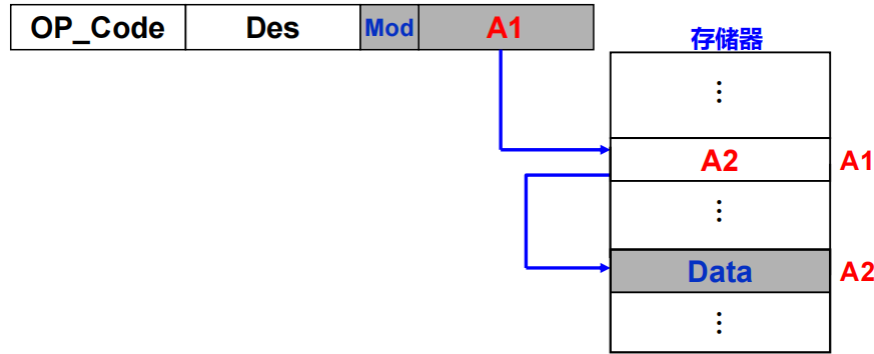 OP_Code Des Mod A1
存储器
⋮
A2 A1
⋮
Data A2
⋮